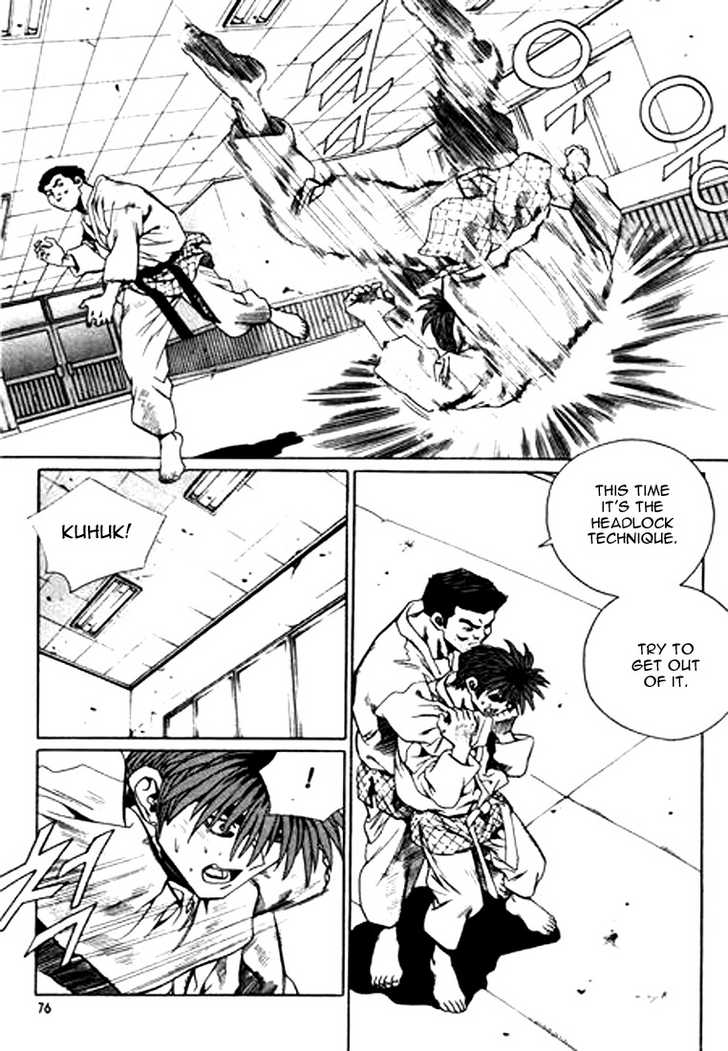 KUHUK!
!
THIS TIME
IT'S THE
HEADLOCK
TECHNIQUE.
TRY TO
GET OUT
OF IT.
76